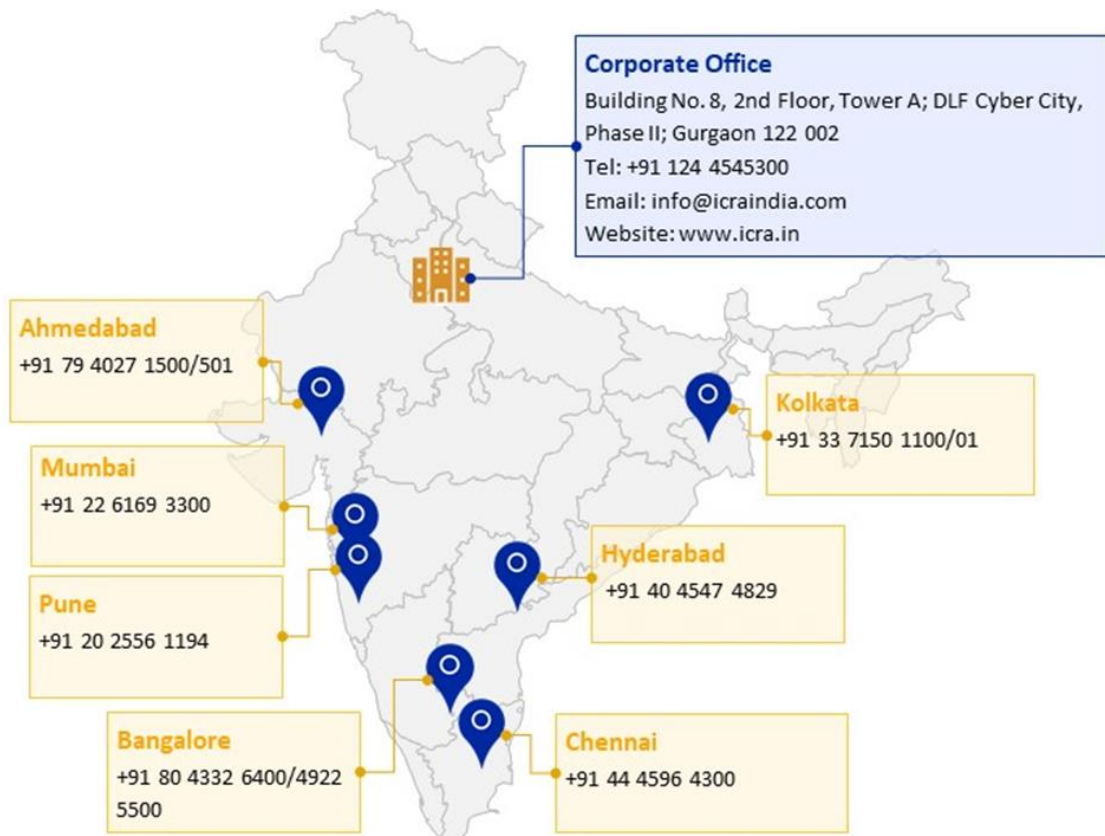 Corporate Office
Building No. 8, 2nd Floor, Tower A; DLF Cyber City,
Phase II; Gurgaon 122 002
Tel: +91 124 4545300
Email: info@icraindia.com
Website: www.icra.in
Ahmedabad
+91 79 4027 1500/501
Kolkata
+91 33 7150 1100/01
Mumbai
+91 22 6169 3300
Hyderabad
+91 40 4547 4829
Pune
+91 20 2556 1194
Bangalore
+91 80 4332 6400/4922
5500
Chennai
+91 44 4596 4300